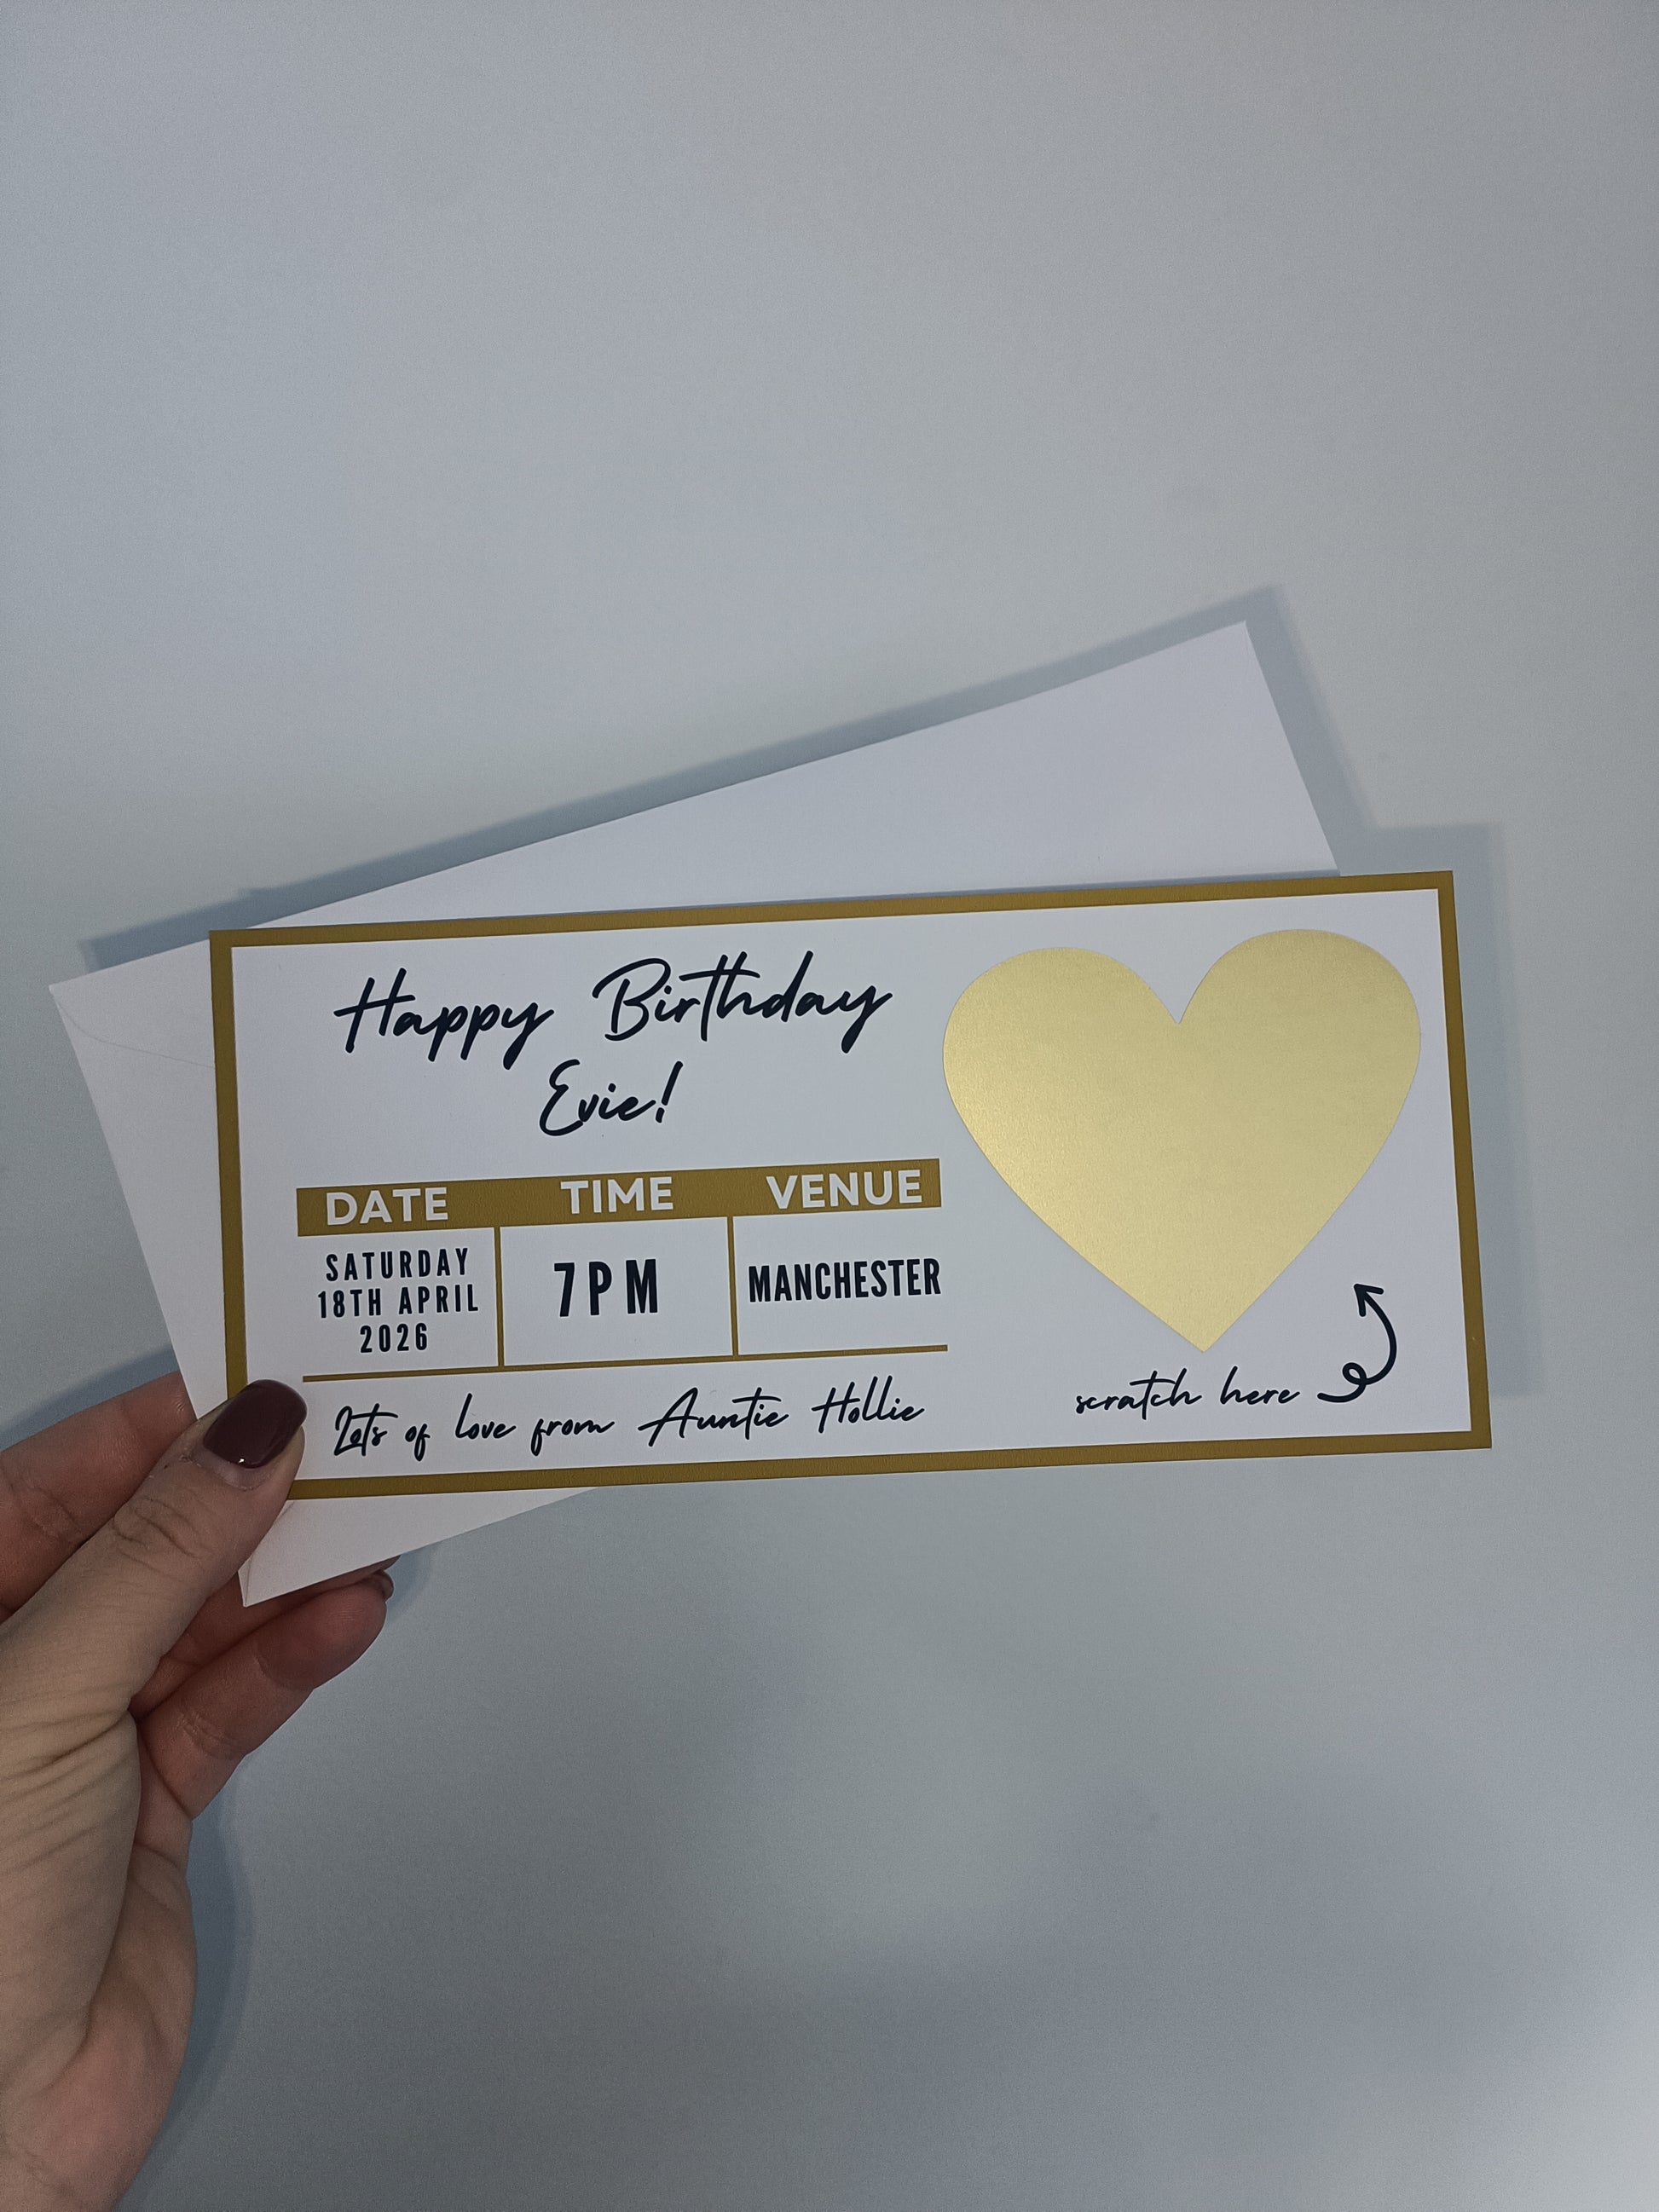 Happy Birthday
Evie!
DATE TIME VENUE
SATURDAY
18TH APRIL
2026
7PM
MANCHESTER
Lots of love from Auntie Hollie
scratch here